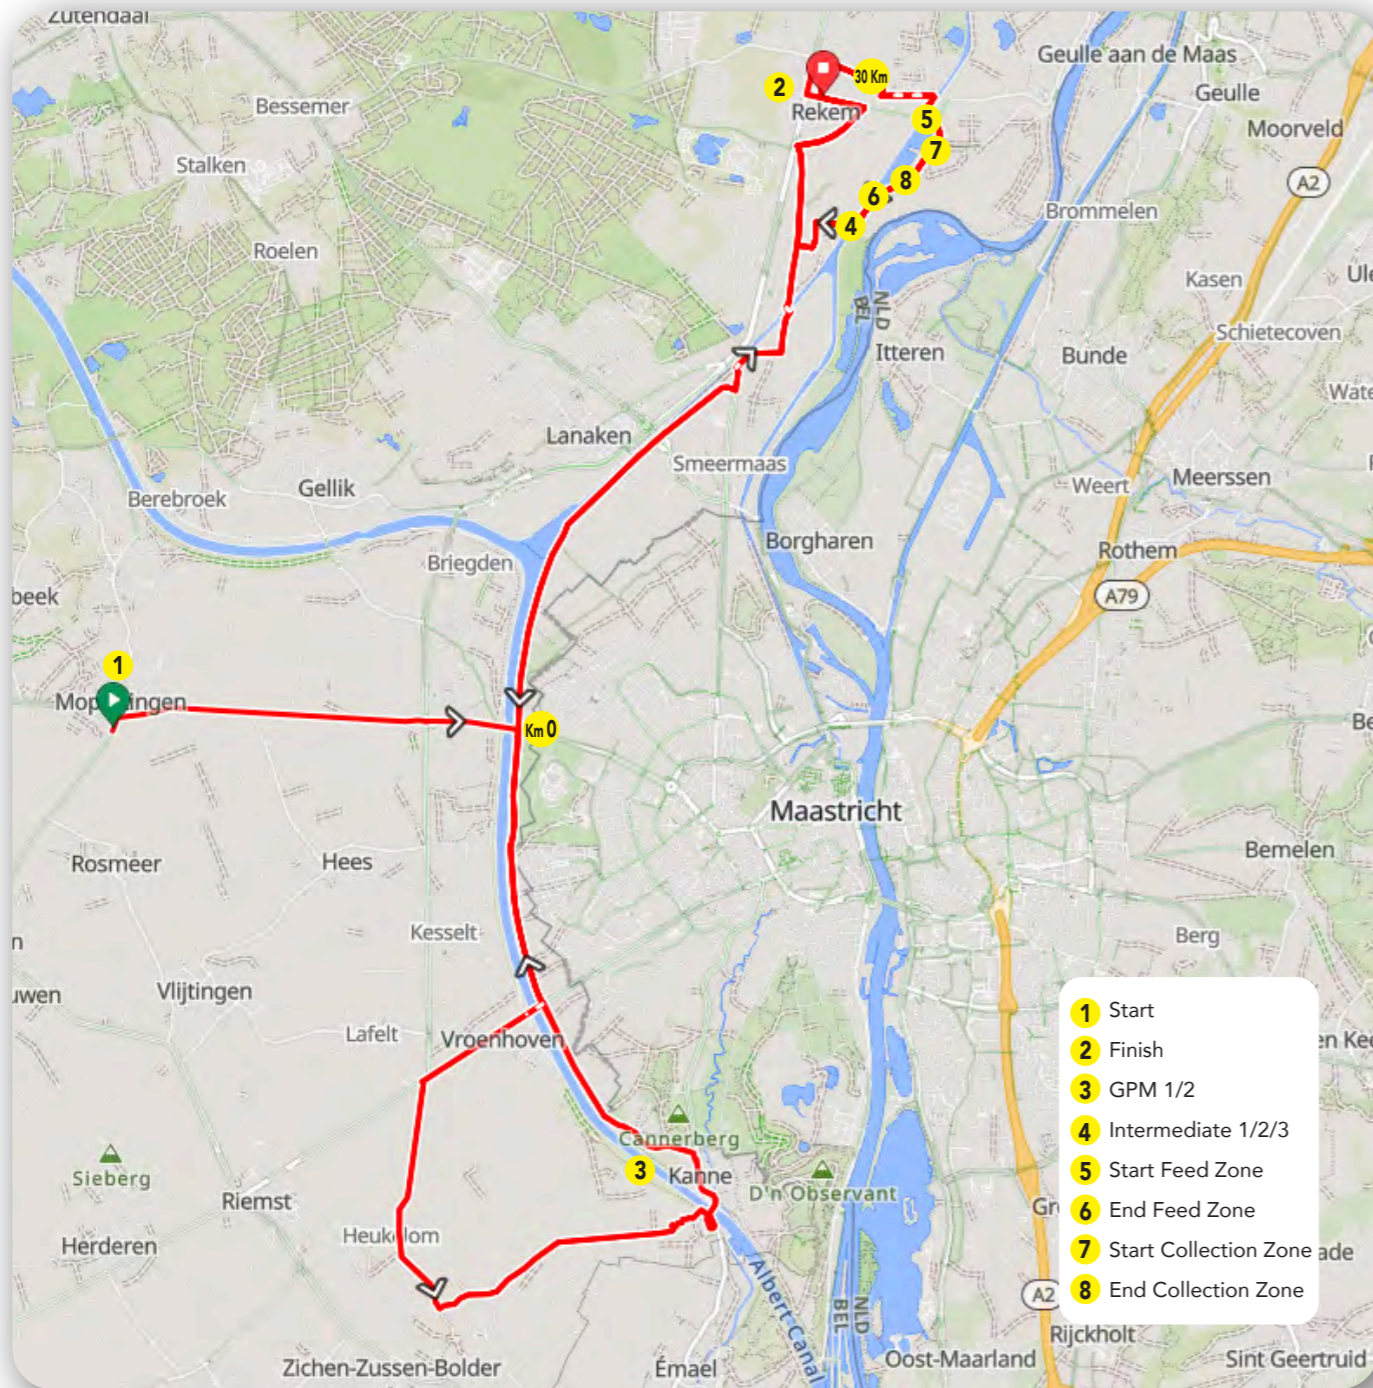 Zutendaal
Geulle aan de Maas
2
30 Km
Bessemer
Geulle
Rekem
5
Moorveld
7
Stalken
A2
8
6
Brommelen
4
Roelen
Kasen
NLD
BEL
Schietecoven
Itteren
Bunde
Lanaken
Smeermaas
Meerssen
Gellik
Weert
Berebroek
Borgharen
Rothem
Briegden
beek
A79
1
Km 0
Maastricht
Rosmeer
Hees
Bemelen
Kesselt
Berg
Vlijtingen
Lafelt
Vroenhoven
Cannerberg
3
Kanne
Sieberg
D'n Observant
Riemst
Heukelom
Herderen
Albert Canal
A2
NLD
BEL
Rijckholt
Zichen-Zussen-Bolder
Émael
Oost-Maarland
Sint Geertruid
1 Start
2 Finish
3 GPM 1/2
4 Intermediate 1/2/3
5 Start Feed Zone
6 End Feed Zone
7 Start Collection Zone
8 End Collection Zone